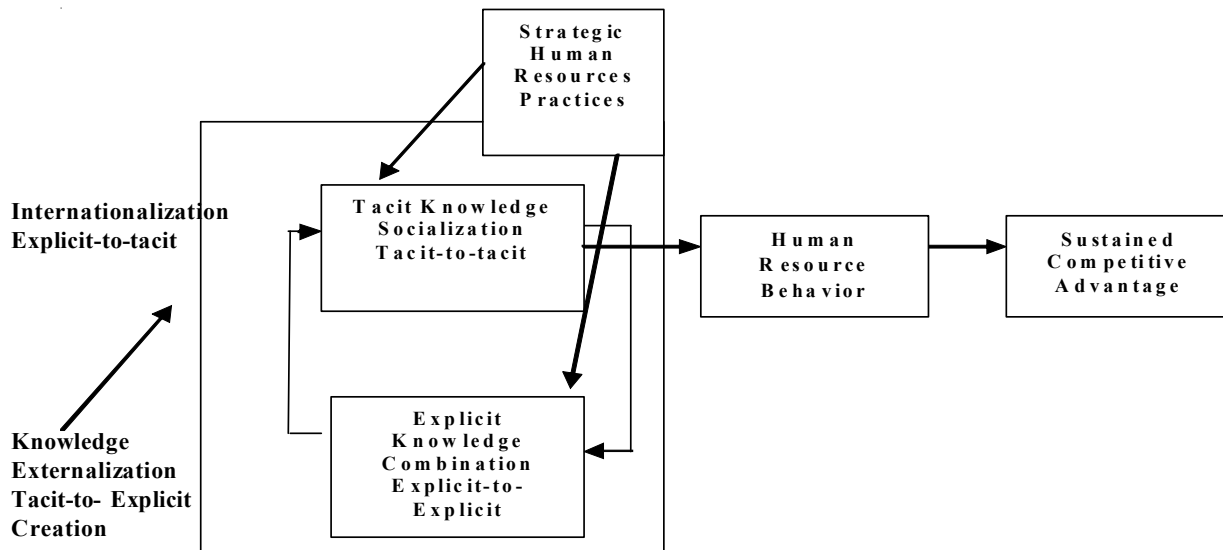 Strategic
Human
Resources
Practices
Internationalization
Explicit-to-tacit
Tacit Knowledge
Socialization
Tacit-to-tacit
Human
Resource
Behavior
Sustained
Competitive
Advantage
Knowledge
Externalization
Tacit-to- Explicit
Creation
Explicit
Knowledge
Combination
Explicit-to-
Explicit